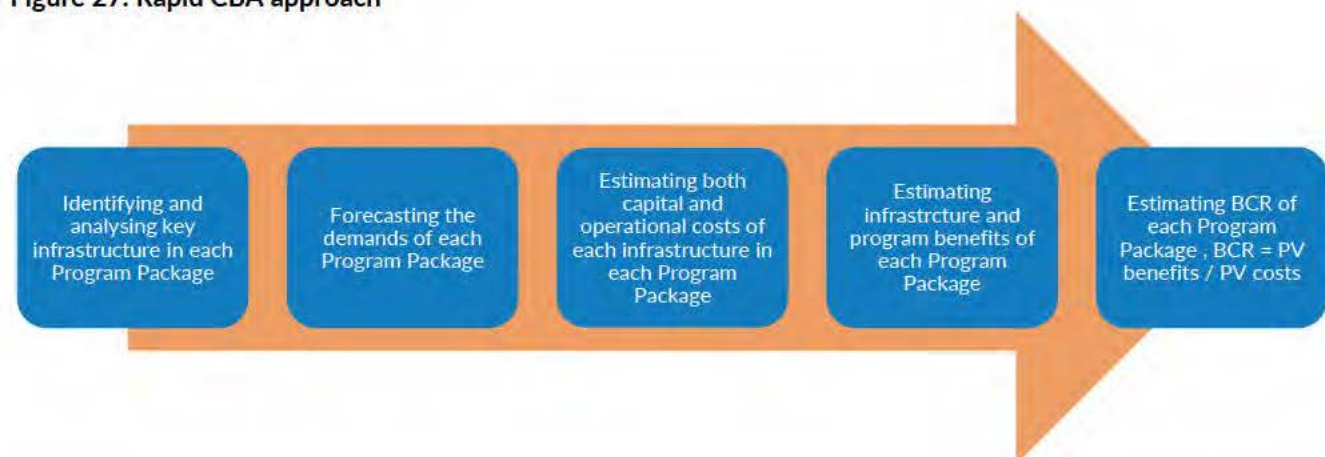 Figure 27: Rapid CBA approach
Identifying and
analysing key
infrastructure in each
Program Package
Forecasting the
demands of each
Program Package
Estimating both
capital and
operational costs of
each infrastructure in
each Program
Package
Estimating
infrastrcture and
program benefits of
each Program
Package
Estimating BCR of
each Program
Package , BCR = PV
benefits / PV costs